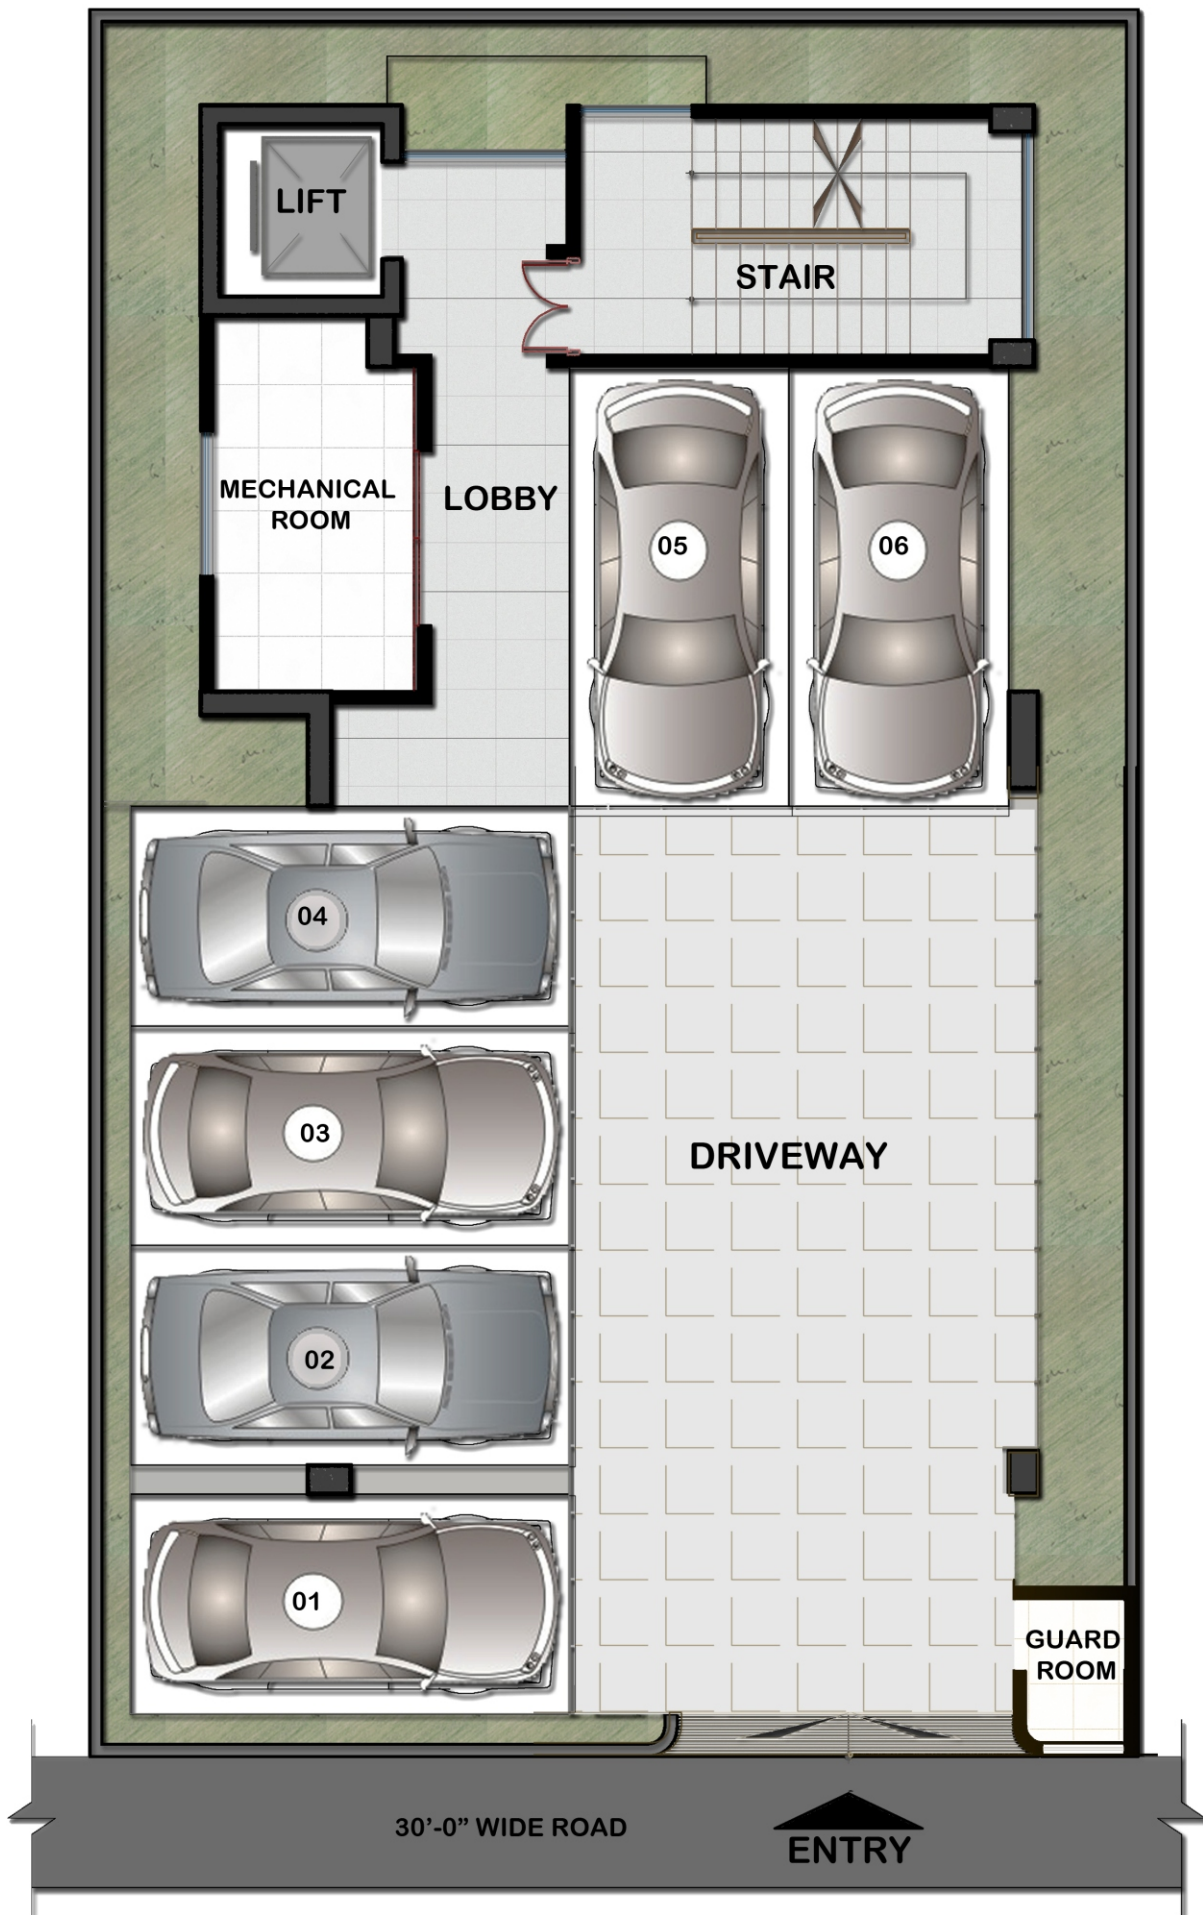 LIFT
STAIR
MECHANICAL
ROOM
LOBBY
05
06
04
03
DRIVEWAY
02
01
GUARD
ROOM
30’-0” WIDE ROAD
ENTRY